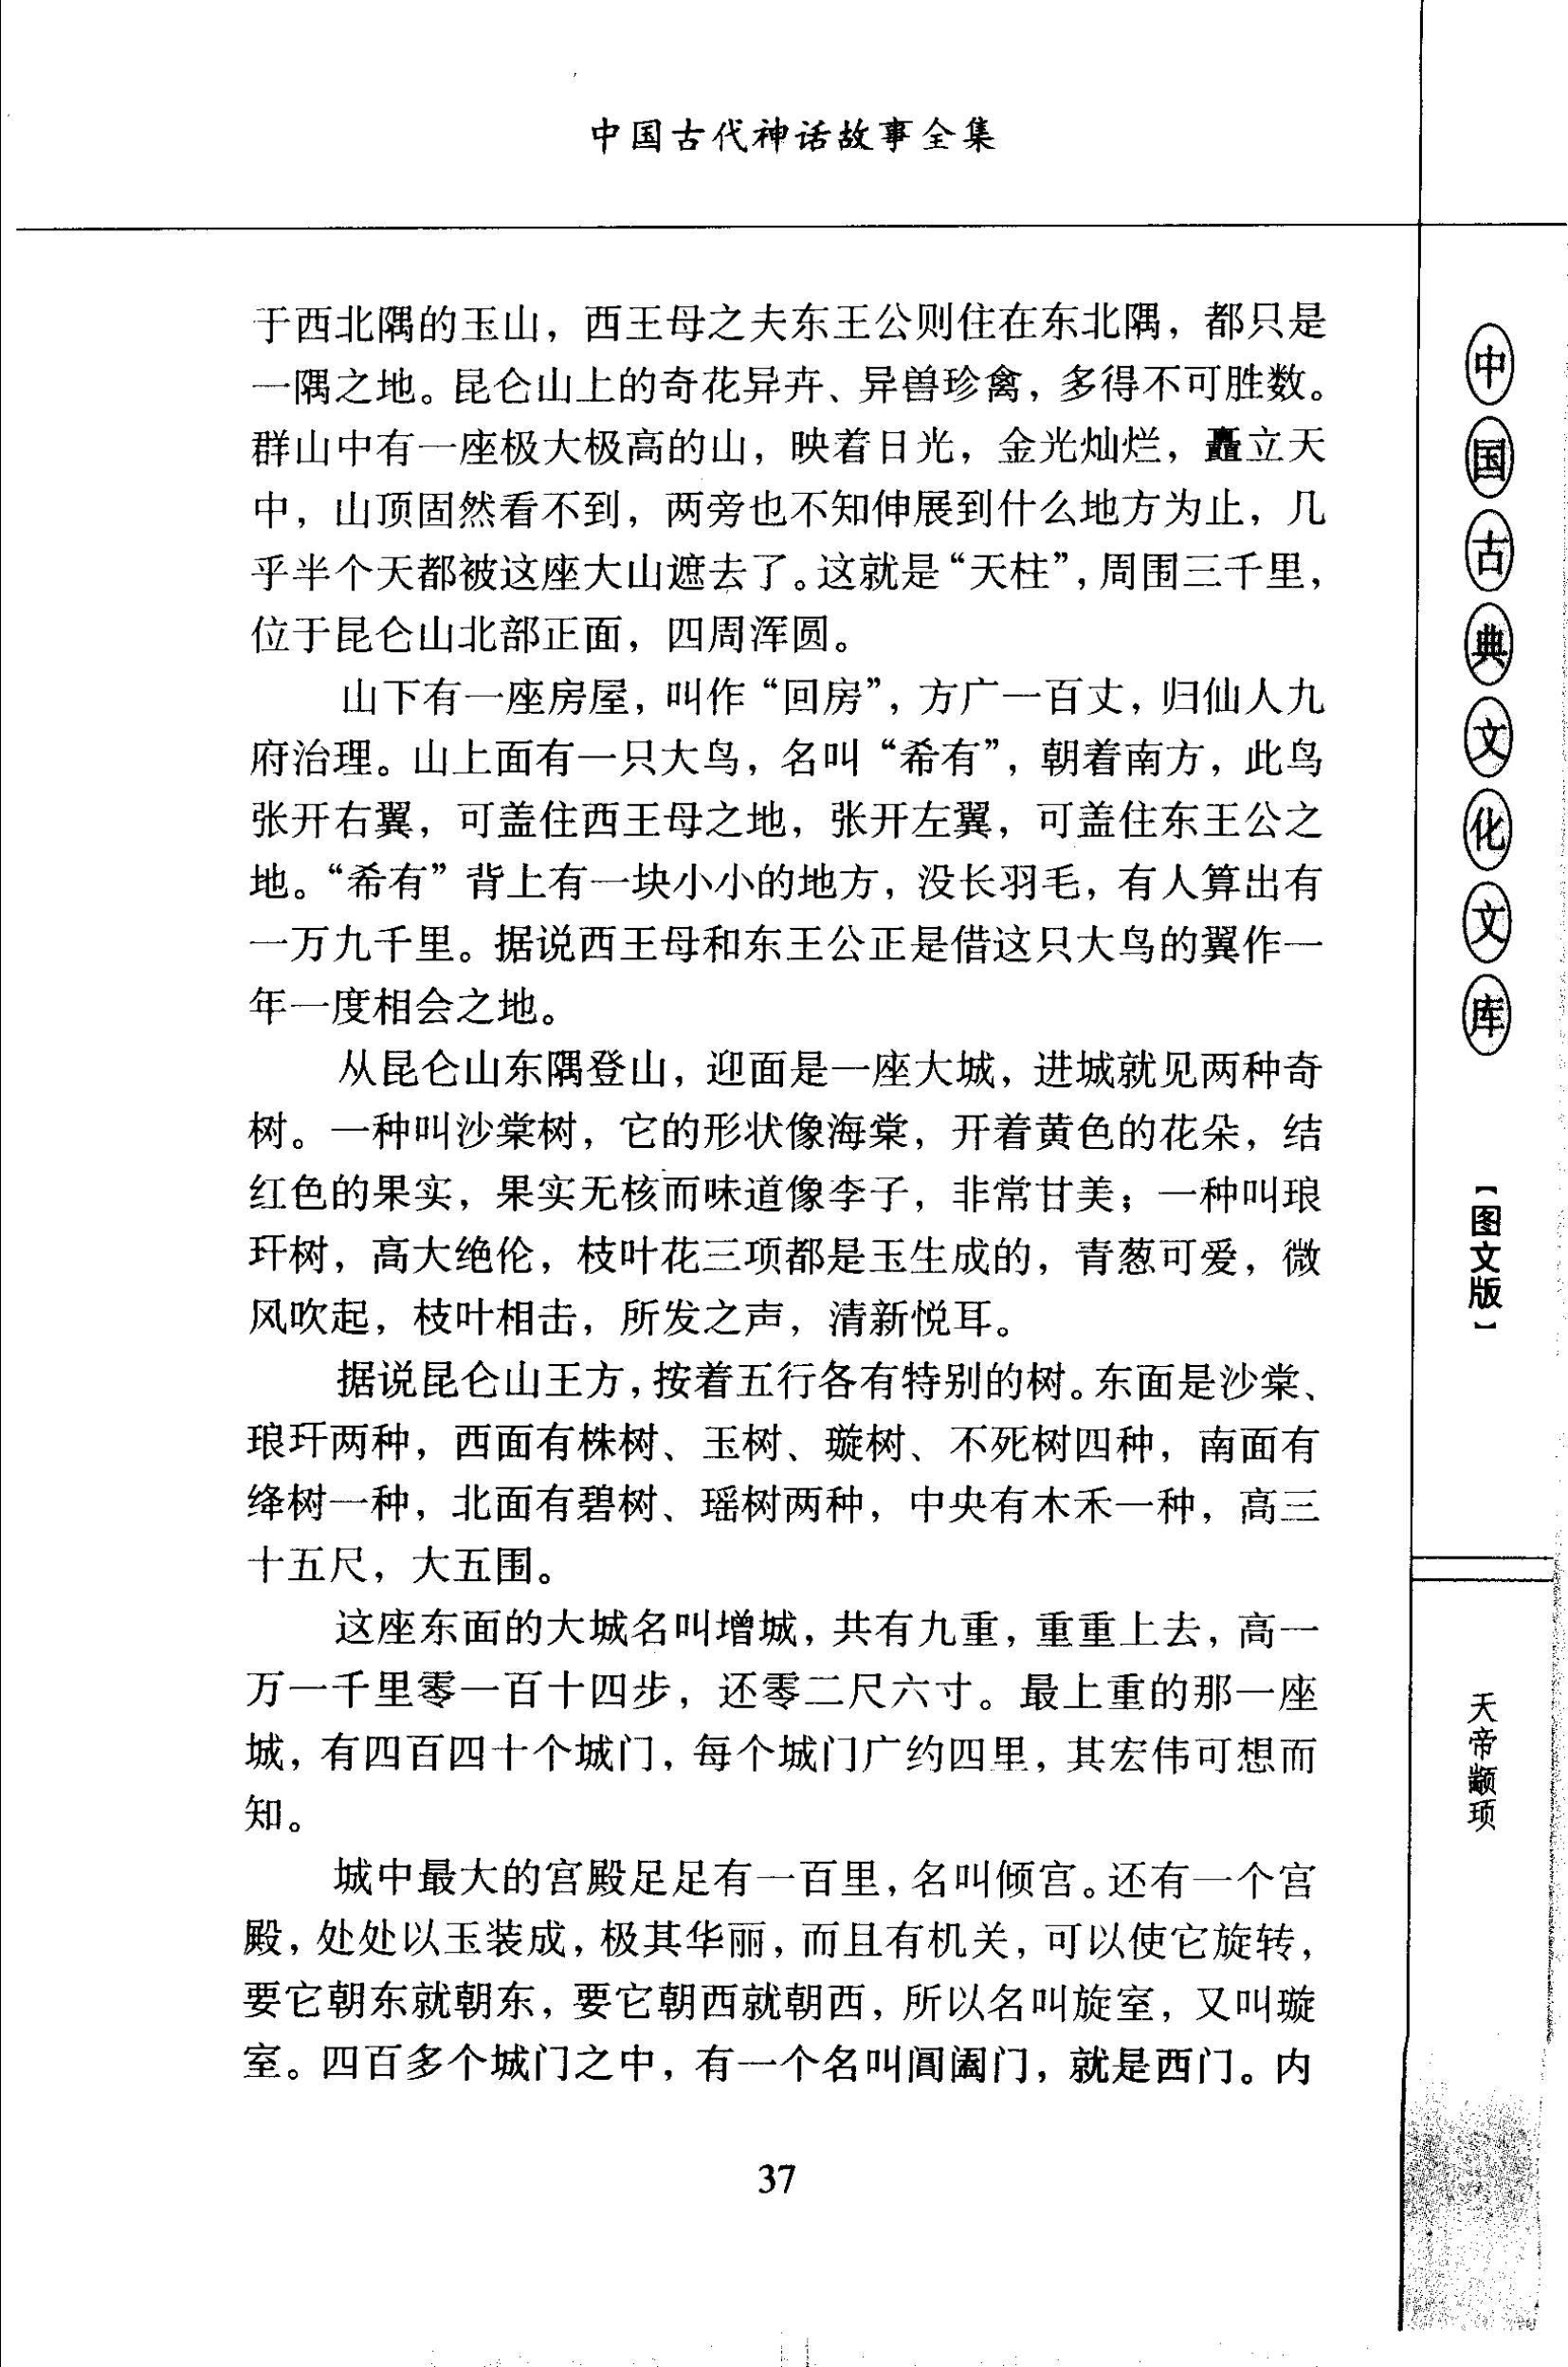 中国古代神话故事全集
于西北隅的玉山，西王母之夫东王公则住在东北隅，都只是
一隅之地。昆仑山上的奇花异卉、异兽珍禽，多得不可胜数。
群山中有一座极大极高的山，映着日光，金光灿烂，矗立天
中，山顶固然看不到，两旁也不知伸展到什么地方为止，几
乎半个天都被这座大山遮去了。这就是“天柱”，周围三千里，
位于昆仑山北部正面，四周浑圆。
山下有一座房屋，叫作“回房”，方广一百丈，归仙人九
府治理。山上面有一只大鸟，名叫“希有”，朝着南方，此鸟
张开右翼，可盖住西王母之地，张开左翼，可盖住东王公之
地。“希有”背上有一块小小的地方，没长羽毛，有人算出有
一万九千里。据说西王母和东王公正是借这只大鸟的翼作一
年一度相会之地。
从昆仑山东隅登山，迎面是一座大城，进城就见两种奇
树。一种叫沙棠树，它的形状像海棠，开着黄色的花朵，结
红色的果实，果实无核而味道像李子，非常甘美；一种叫琅
玕树，高大绝伦，枝叶花三项都是玉生成的，青葱可爱，微
风吹起，枝叶相击，所发之声，清新悦耳。
据说昆仑山王方，按着五行各有特别的树。东面是沙棠、
琅玕两种，西面有株树、玉树、璇树、不死树四种，南面有
绛树一种，北面有碧树、瑶树两种，中央有木禾一种，高三
十五尺，大五围。
这座东面的大城名叫增城，共有九重，重重上去，高一
万一千里零一百十四步，还零二尺六寸。最上重的那一座
城，有四百四十个城门，每个城门广约四里，其宏伟可想而
知。
城中最大的宫殿足足有一百里，名叫倾宫。还有一个宫
殿，处处以玉装成，极其华丽，而且有机关，可以使它旋转，
要它朝东就朝东，要它朝西就朝西，所以名叫旋室，又叫璇
室。四百多个城门之中，有一个名叫阊阖门，就是西门。内
37
中国古典文化文库
【图文版】
天帝颛顼